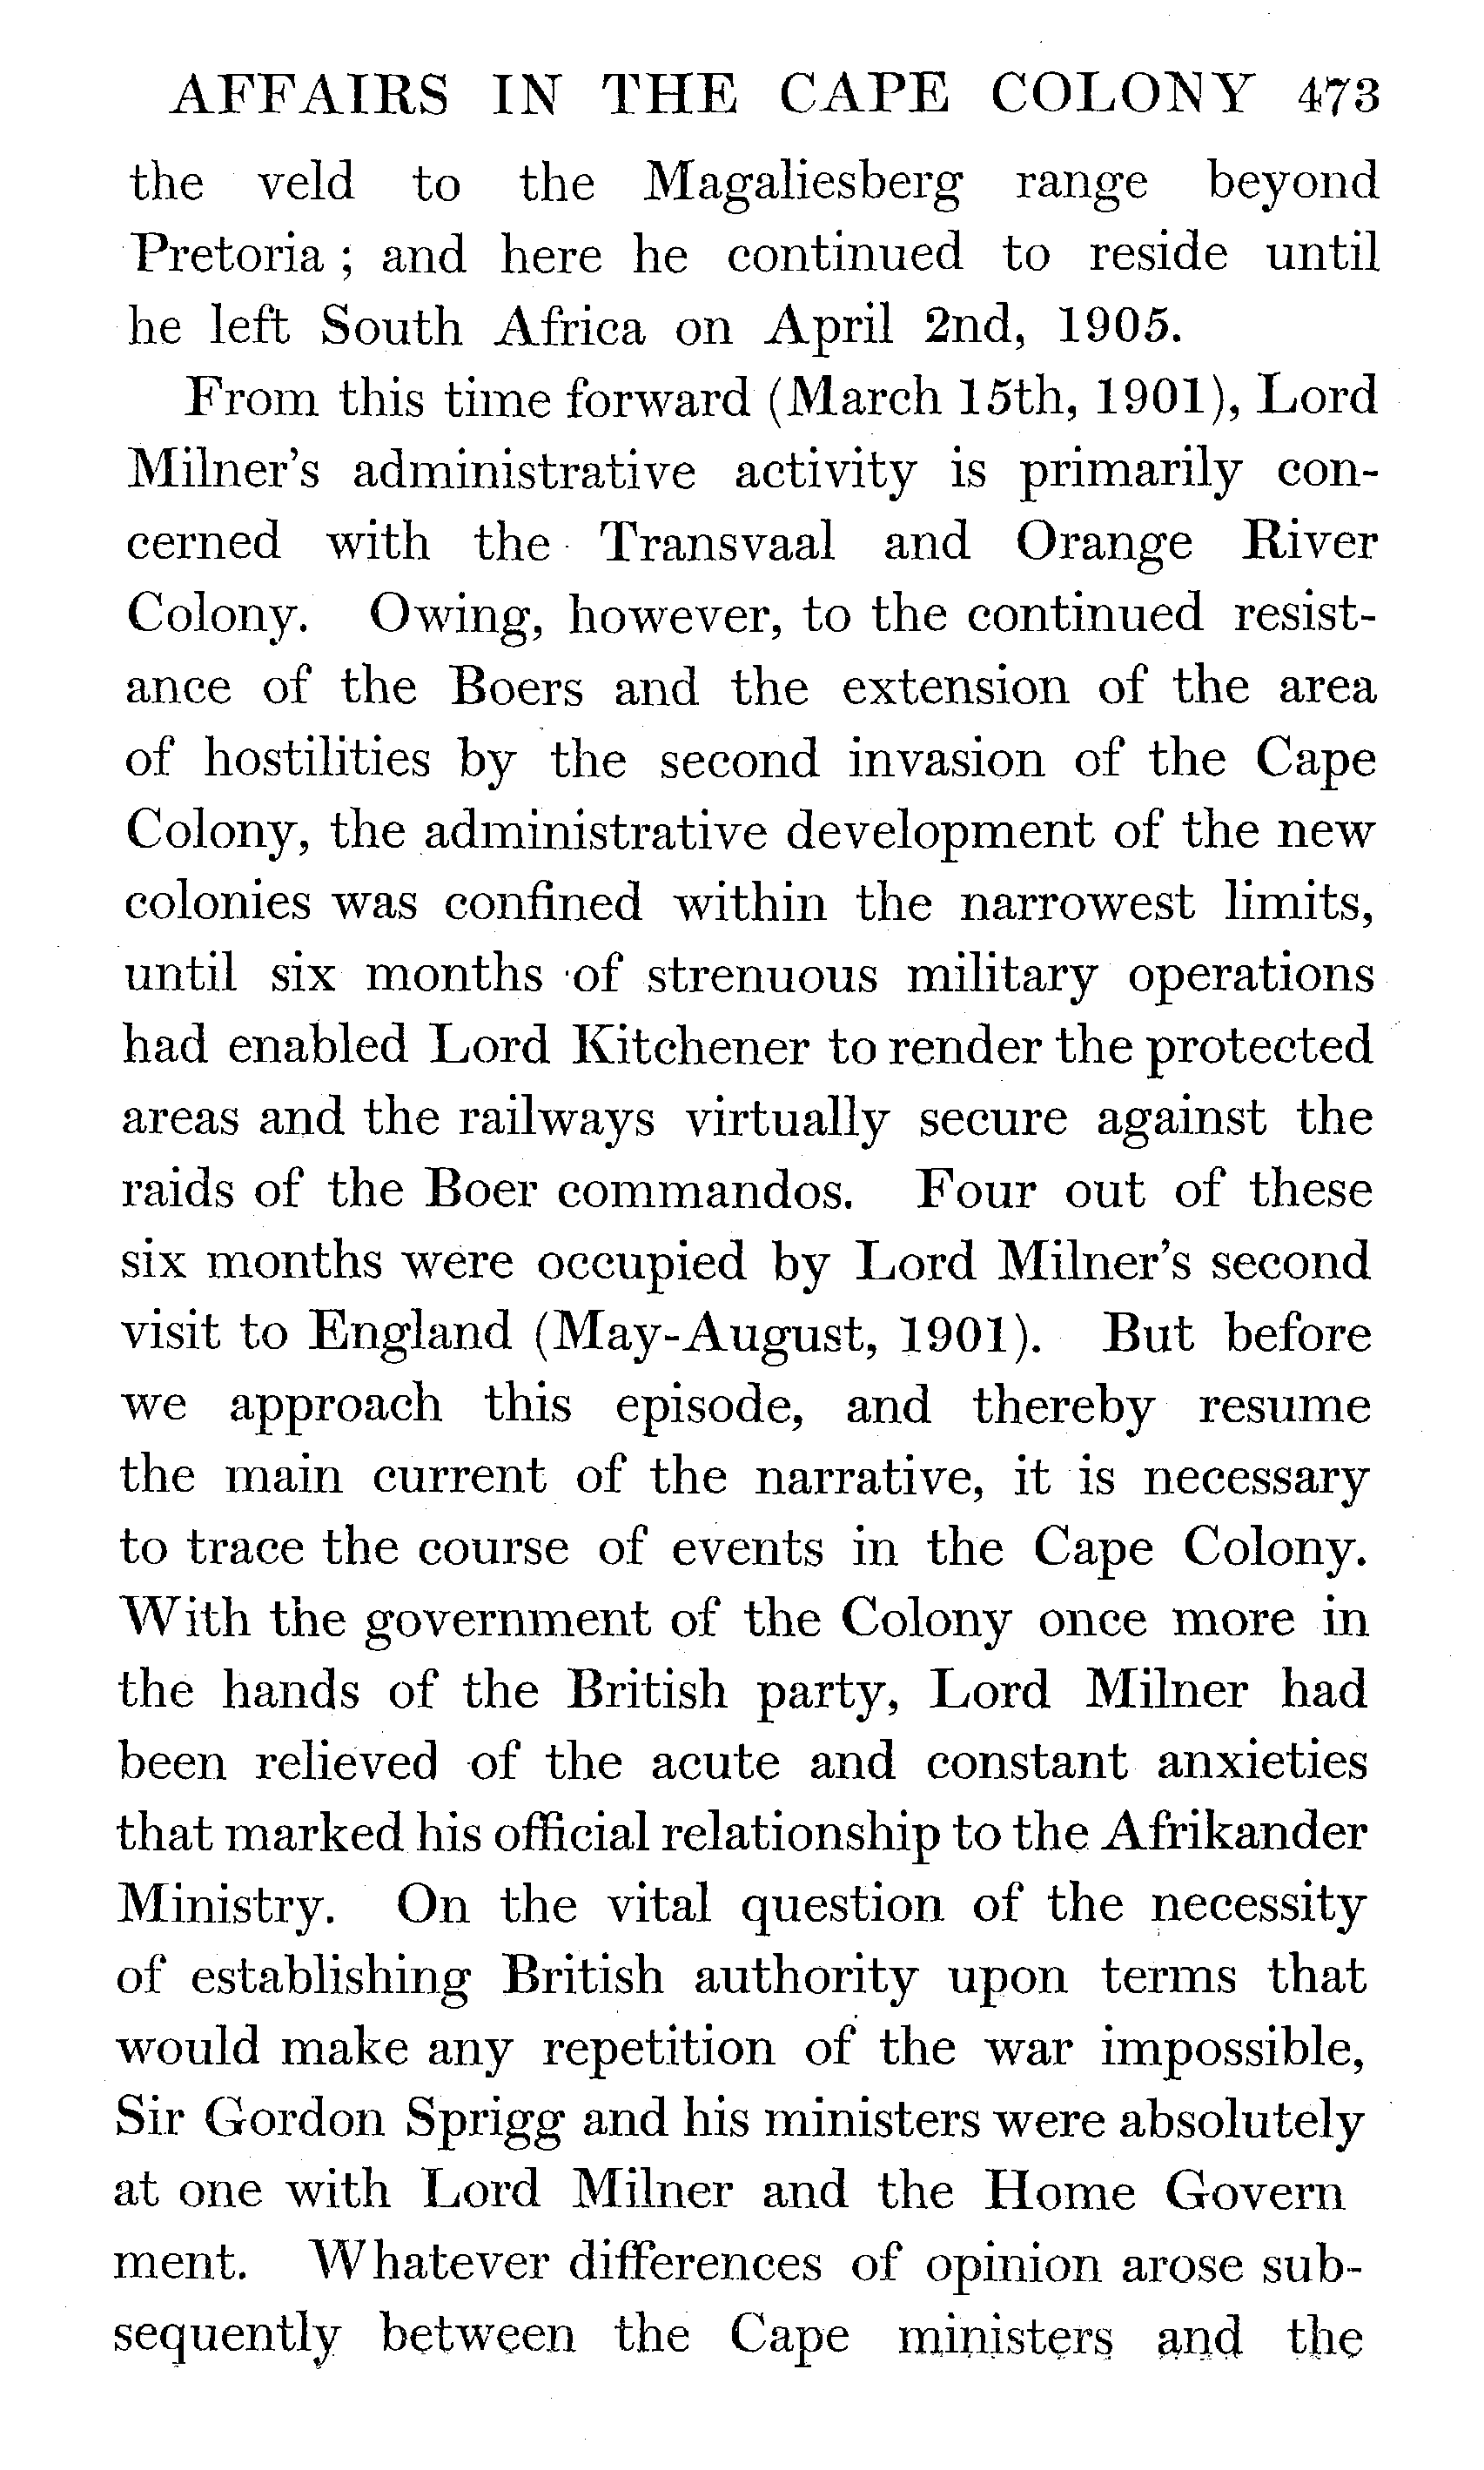 AFFAIRS IN THE CAPE COLONY 473
the veld to the Magaliesberg range beyond
Pretoria ; and here he continued to reside until
he left South Africa on April 2nd, 1905.
From this time forward (March 15th, 1901), Lord
Milner's administrative activity is primarily con-
cerned with the Transvaal and Orange River
Colony. Owing, however, to the continued resist-
ance of the Boers and the extension of the area
of hostilities by the second invasion of the Cape
Colony, the administrative development of the new
colonies was confined within the narrowest limits,
until six months of strenuous military operations
had enabled Lord Kitchener to render the protected
areas and the railways virtually secure against the
raids of the Boer commandos. Four out of these
six months were occupied by Lord Milner's second
visit to England (May-August, 1901). But before
we approach this episode, and thereby resume
the main current of the narrative, it is necessary
to trace the course of events in the Cape Colony.
With the government of the Colony once more in
the hands of the British party, Lord Milner had
been relieved of the acute and constant anxieties
that marked his official relationship to the Afrikander
Ministry. On the vital question of the necessity
of establishing British authority upon terms that
would make any repetition of the war impossible,
Sir Gordon Sprigg and his ministers were absolutely
at one with Lord Milner and the Home Govern
ment. Whatever differences of opinion arose sub-
sequently between the Cape ministers and the